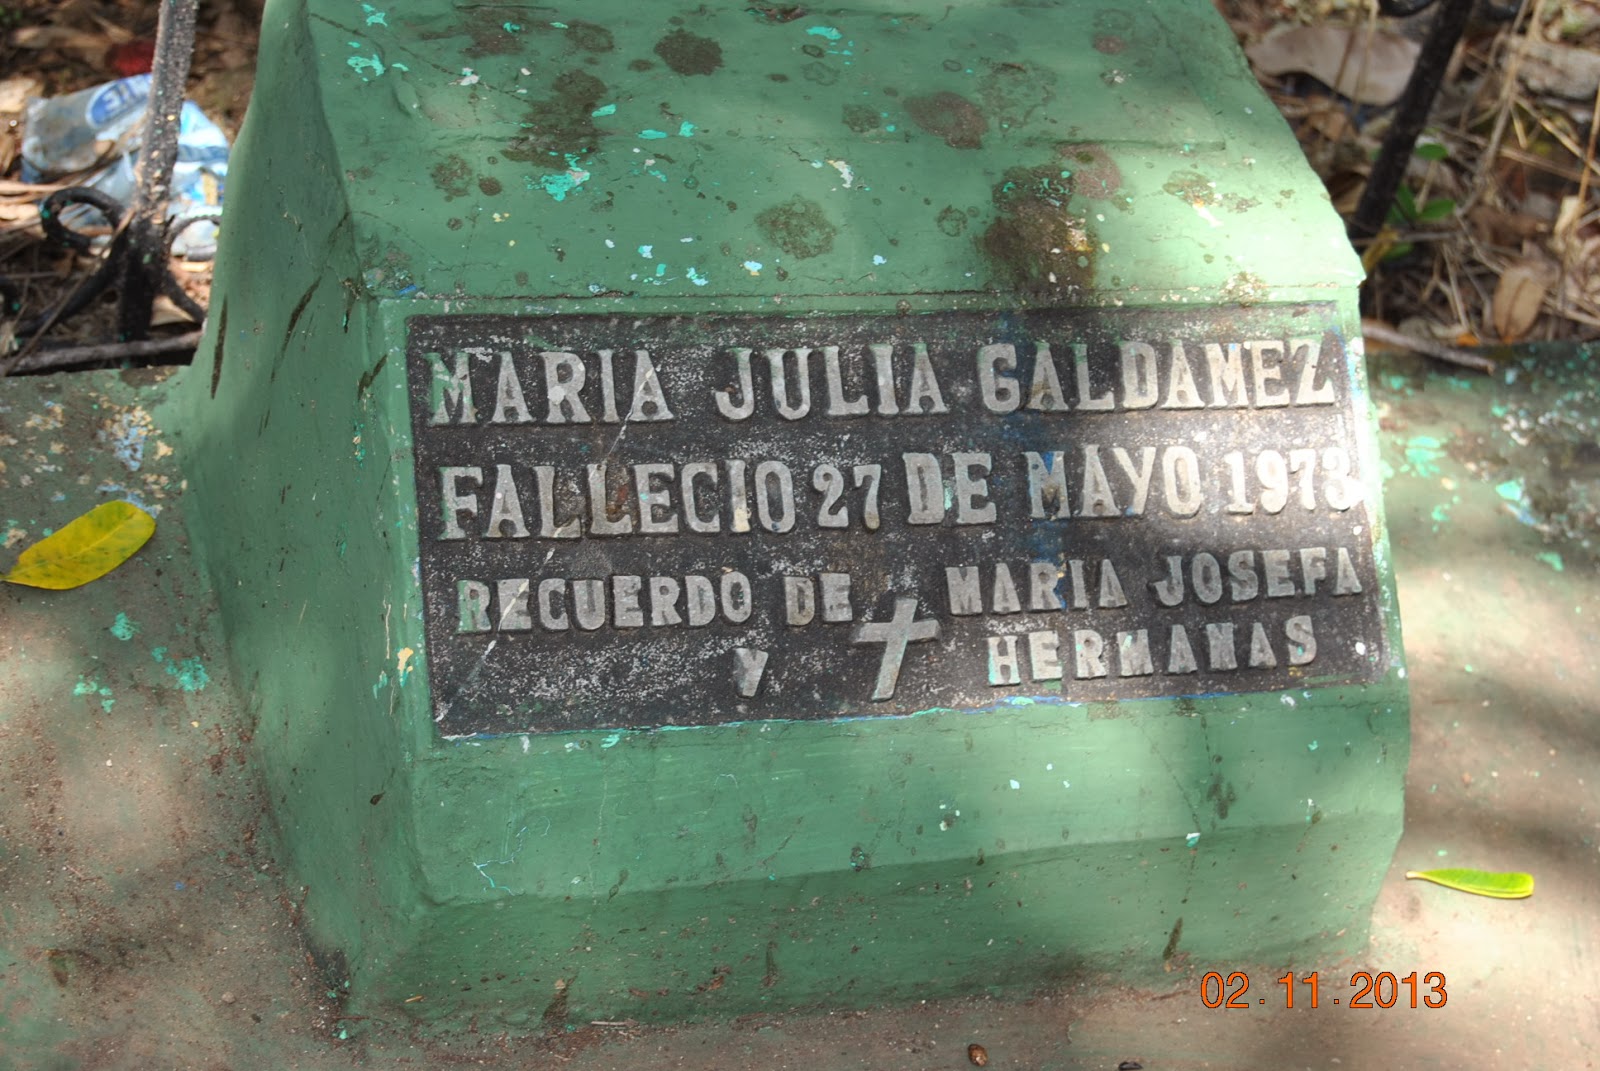 MARIA JULIA GALDAMEZ
FALLECIO 27 DE MAYO 1973
RECUERDO DE MARIA JOSEFA
Y HERMANAS
02.11.2013